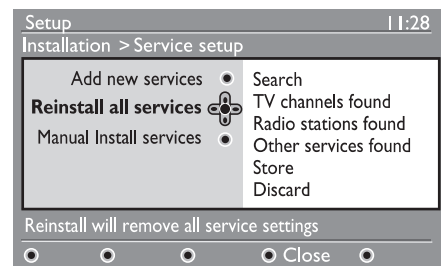 Setup 11:28
Installation > Service setup
Add new services
Reinstall all services
Manual Install services
Search
TV channels found
Radio stations found
Other services found
Store
Discard
Reinstall will remove all service settings
Close